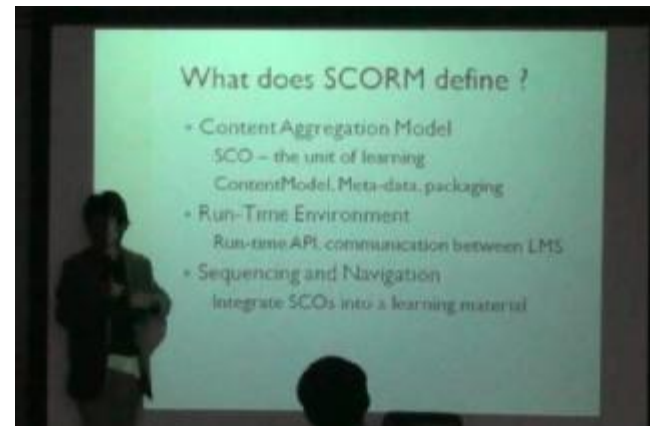 What does SCORM define ?
• Content Aggregation Model
SCO – the unit of learning
ContentModel, Meta-data, packaging
• Run-Time Environment
Run-time API, communication between LMS
• Sequencing and Navigation
Integrate SCOs into a learning material